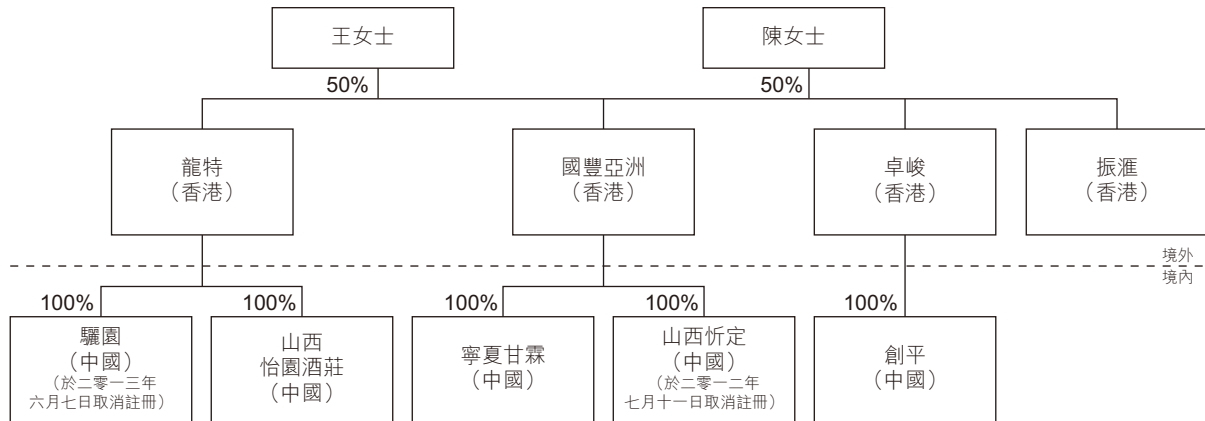 王女士
陳女士
50%
50%
龍特
（香港）
國豐亞洲
（香港）
卓峻
（香港）
振滙
（香港）
境外
境內
100%
100%
100%
100%
100%
驪園
（中國）
（於二零一三年
六月七日取消註冊）
山西
怡園酒莊
（中國）
寧夏甘霖
（中國）
山西忻定
（中國）
（於二零一二年
七月十一日取消註冊）
創平
（中國）